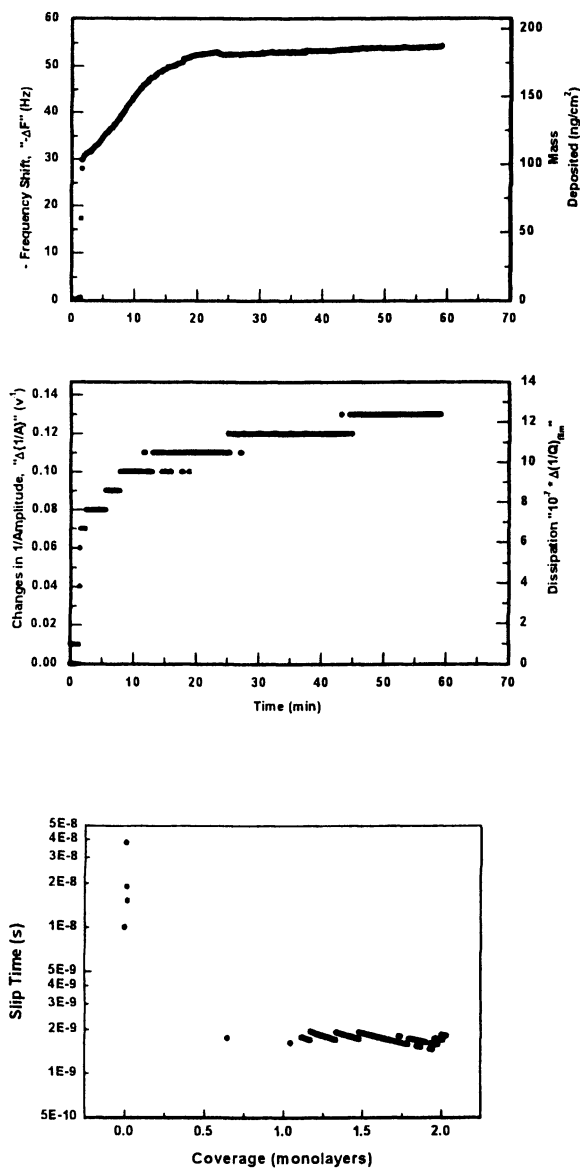 60
50
40
30
20
10
0
- Frequency Shift, "-ΔF" (Hz)
200
150
100
50
0
Mass
Deposited (ng/cm²)
0 10 20 30 40 50 60 70
0.14
0.12
0.10
0.08
0.06
0.04
0.02
0.00
Changes in 1/Amplitude, "Δ(1/A)" (v⁻¹)
14
12
10
8
6
4
2
0
Dissipation "10⁷ * Δ(1/Q)film"
0 10 20 30 40 50 60 70
Time (min)
5E-8
4E-8
3E-8
2E-8
1E-8
5E-9
4E-9
3E-9
2E-9
1E-9
5E-10
Slip Time (s)
0.0 0.5 1.0 1.5 2.0
Coverage (monolayers)